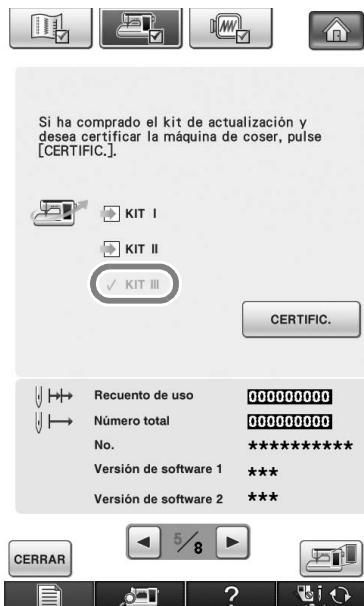 Si ha comprado el kit de actualización y
desea certificar la máquina de coser, pulse
[CERTIFIC.].
KIT I
KIT II
KIT III
CERTIFIC.
Recuento de uso 000000000
Número total 000000000
No. **********
Versión de software 1 ***
Versión de software 2 ***
CERRAR
5/8
?
i